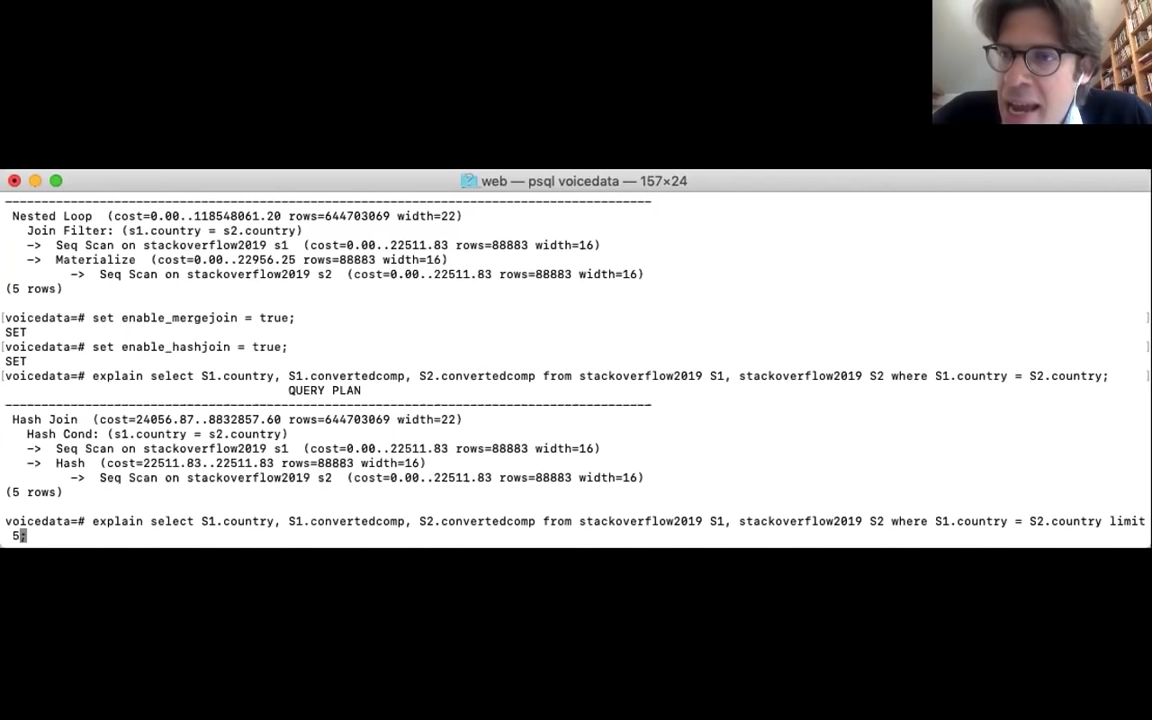 web — psql voicedata — 157×24
-----------------------------------------------------------------------------------------
Nested Loop  (cost=0.00..118548061.20 rows=644703069 width=22)
Join Filter: (s1.country = s2.country)
->  Seq Scan on stackoverflow2019 s1  (cost=0.00..22511.83 rows=88883 width=16)
->  Materialize  (cost=0.00..22956.25 rows=88883 width=16)
->  Seq Scan on stackoverflow2019 s2  (cost=0.00..22511.83 rows=88883 width=16)
(5 rows)
[voicedata=# set enable_mergejoin = true; ]
SET
[voicedata=# set enable_hashjoin = true; ]
SET
[voicedata=# explain select S1.country, S1.convertedcomp, S2.convertedcomp from stackoverflow2019 S1, stackoverflow2019 S2 where S1.country = S2.country; ]
QUERY PLAN
-----------------------------------------------------------------------------------------
Hash Join  (cost=24056.87..8832857.60 rows=644703069 width=22)
Hash Cond: (s1.country = s2.country)
->  Seq Scan on stackoverflow2019 s1  (cost=0.00..22511.83 rows=88883 width=16)
->  Hash  (cost=22511.83..22511.83 rows=88883 width=16)
->  Seq Scan on stackoverflow2019 s2  (cost=0.00..22511.83 rows=88883 width=16)
(5 rows)
voicedata=# explain select S1.country, S1.convertedcomp, S2.convertedcomp from stackoverflow2019 S1, stackoverflow2019 S2 where S1.country = S2.country limit
5;